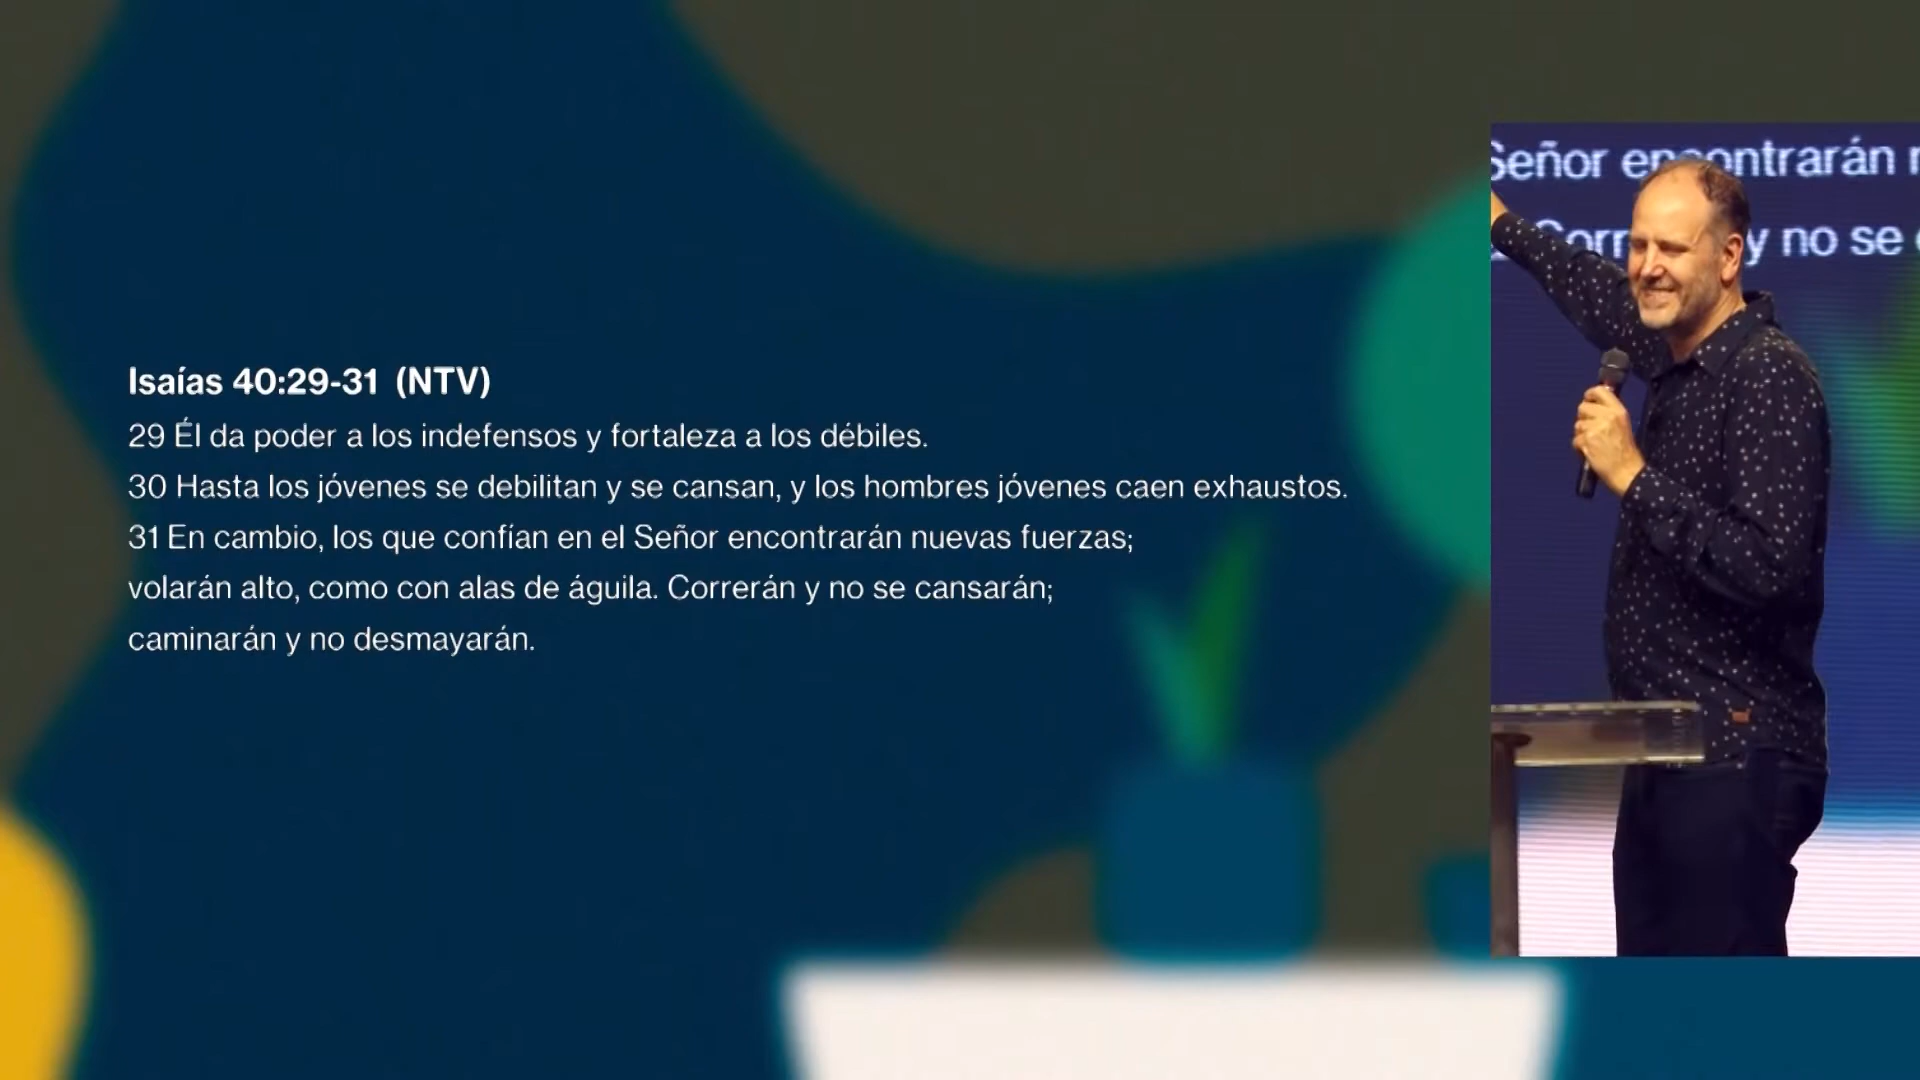 Isaías 40:29-31 (NTV)
29 Él da poder a los indefensos y fortaleza a los débiles.
30 Hasta los jóvenes se debilitan y se cansan, y los hombres jóvenes caen exhaustos.
31 En cambio, los que confían en el Señor encontrarán nuevas fuerzas;
volarán alto, como con alas de águila. Correrán y no se cansarán;
caminarán y no desmayarán.
Señor encontrarán
y no se